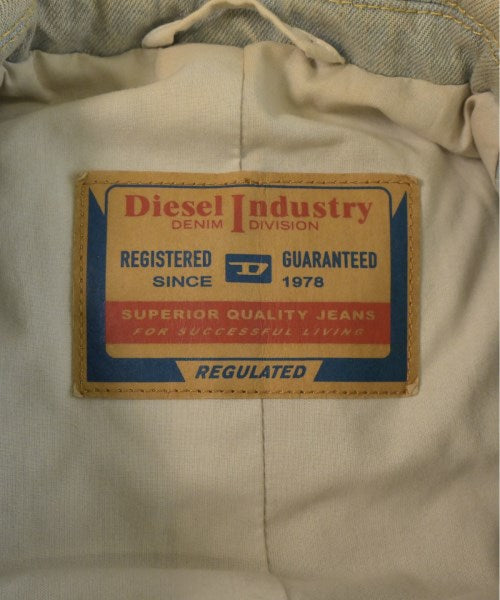 Diesel Industry
DENIM DIVISION
REGISTERED D GUARANTEED
SINCE 1978
SUPERIOR QUALITY JEANS
FOR SUCCESSFUL LIVING
REGULATED